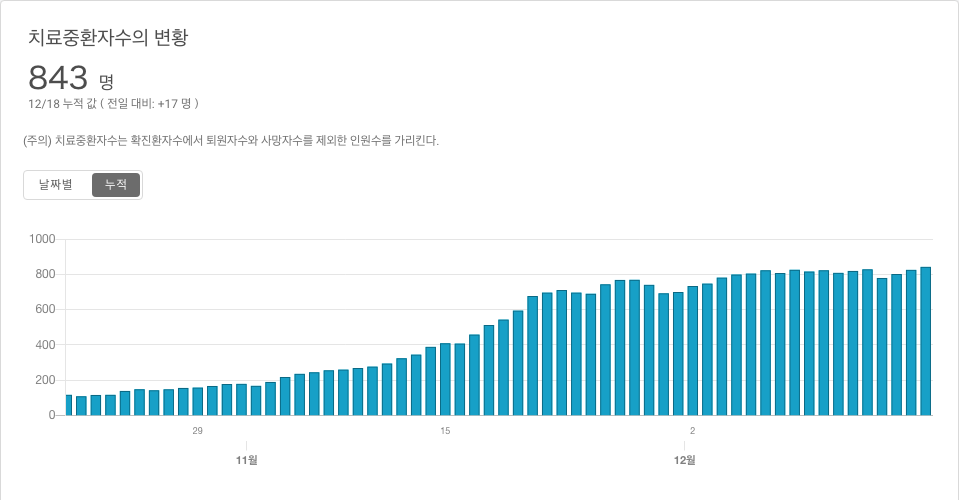 치료중환자수의 변황
843 명
12/18 누적 값 ( 전일 대비: +17 명 )
(주의) 치료중환자수는 확진환자수에서 퇴원자수와 사망자수를 제외한 인원수를 가리킨다.
날짜별 누적
1000
800
600
400
200
0
29 15 2
11월 12월